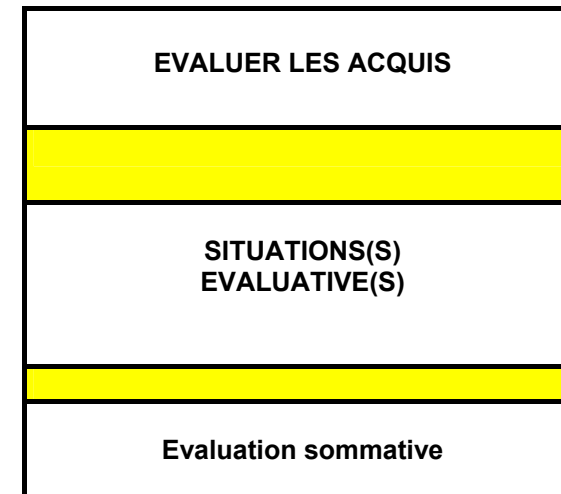 EVALUER LES ACQUIS
SITUATIONS(S)
EVALUATIVE(S)
Evaluation sommative